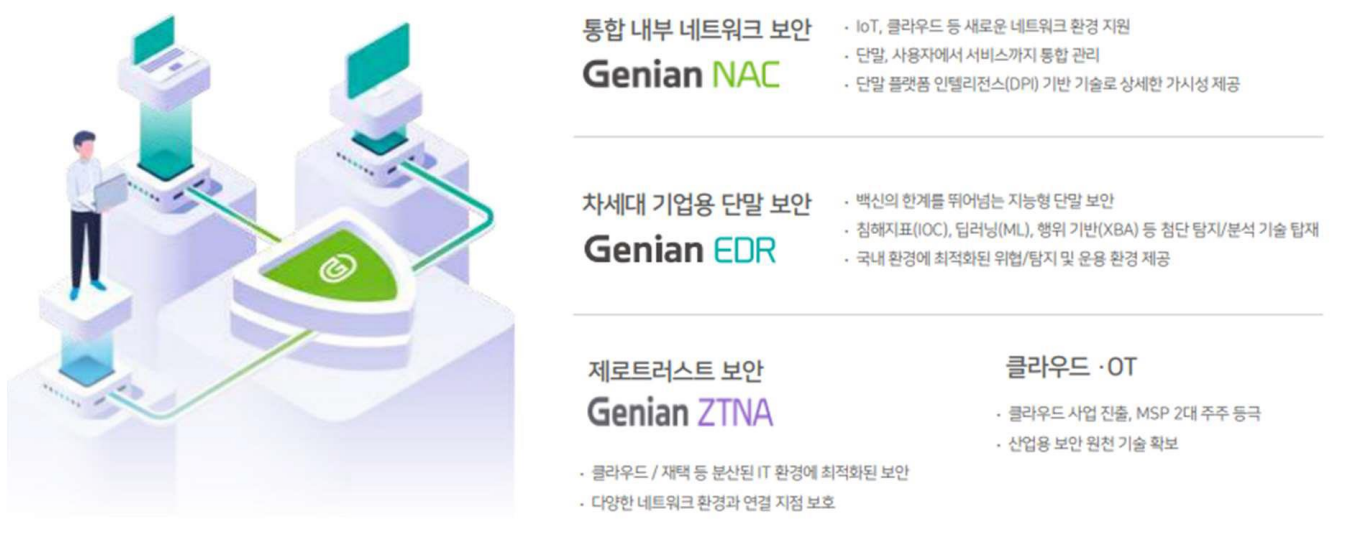 통합 내부 네트워크 보안
Genian NAC
· IoT, 클라우드 등 새로운 네트워크 환경 지원
· 단말, 사용자에서 서비스까지 통합 관리
· 단말 플랫폼 인텔리전스(DPI) 기반 기술로 상세한 가시성 제공
차세대 기업용 단말 보안
Genian EDR
· 백신의 한계를 뛰어넘는 지능형 단말 보안
· 침해지표(IOC), 딥러닝(ML), 행위 기반(XBA) 등 첨단 탐지/분석 기술 탑재
· 국내 환경에 최적화된 위협/탐지 및 운용 환경 제공
제로트러스트 보안
Genian ZTNA
· 클라우드 / 재택 등 분산된 IT 환경에 최적화된 보안
· 다양한 네트워크 환경과 연결 지점 보호
클라우드 · OT
· 클라우드 사업 진출, MSP 2대 주주 등극
· 산업용 보안 원천 기술 확보